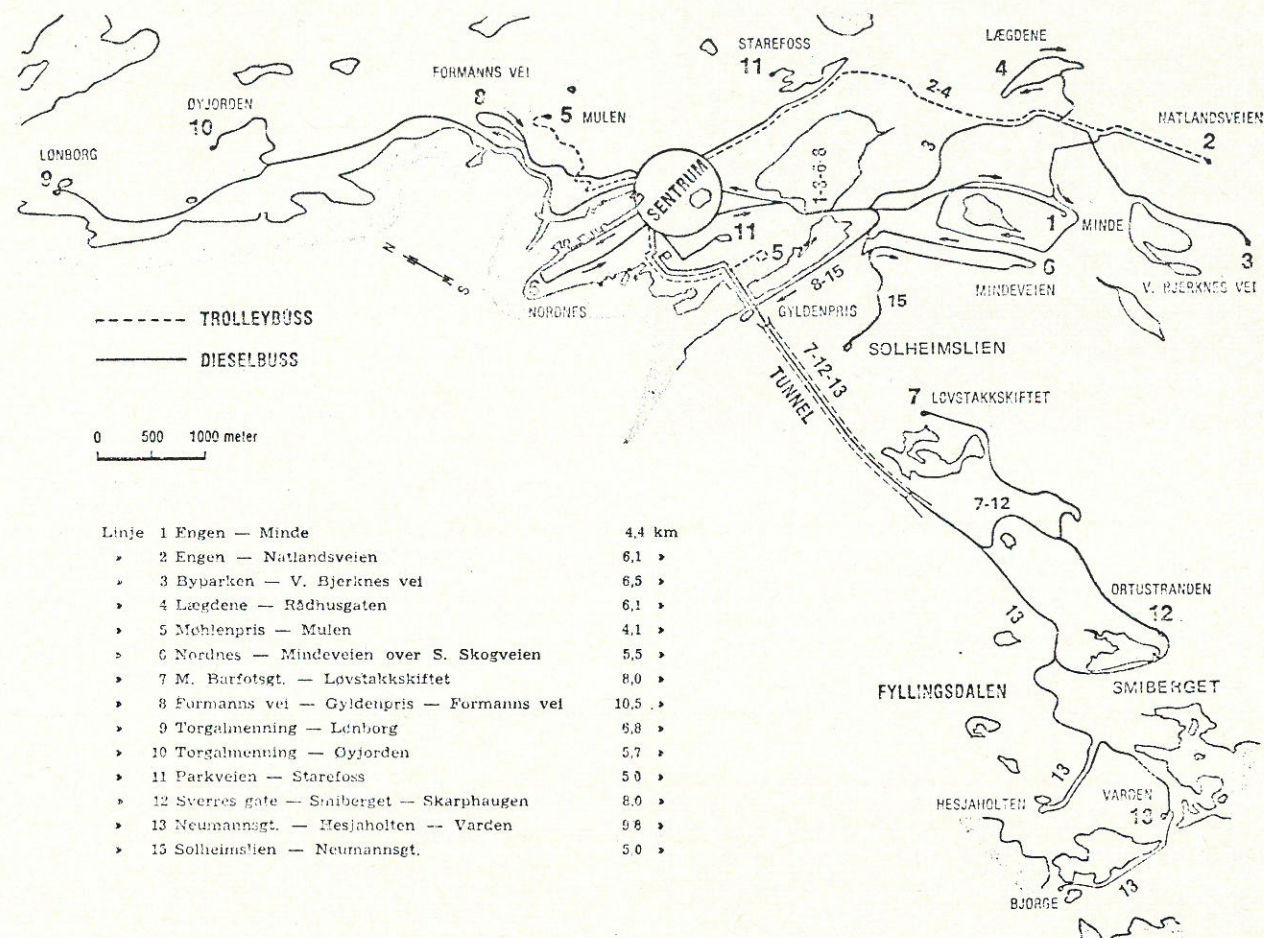 STAREFOSS
11
LÆGDENE
4
FORMANNS VEI
8
5 MULEN
2-4
NATLANDSVEIEN
2
ØYJORDEN
10
LØNBORG
9
3
1-3-6-8
SENTRUM
11
5
1
MINDE
6
MINDEVEIEN
3
V. BJERKNES VEI
6
NORDNES
8-15
15
GYLDENPRIS
SOLHEIMSLIEN
N
S
TROLLEYBUSS
DIESELBUSS
7-12-13
TUNNEL
0 500 1000 meter
7 LØVSTAKKSKIFTET
7-12
13
ORTUSTRANDEN
12
FYLLINGSDALEN
SMIBERGET
13
HESJAHOLTEN
VARDEN
13
13
BJØRGE
Linje 1 Engen — Minde 4,4 km
» 2 Engen — Natlandsveien 6,1 »
» 3 Byparken — V. Bjerknes vei 6,5 »
» 4 Lægdene — Rådhusgaten 6,1 »
» 5 Møhlenpris — Mulen 4,1 »
» 6 Nordnes — Mindeveien over S. Skogveien 5,5 »
» 7 M. Barfotsgt. — Løvstakkskiftet 8,0 »
» 8 Formanns vei — Gyldenpris — Formanns vei 10,5 »
» 9 Torgalmenning — Lønborg 6,8 »
» 10 Torgalmenning — Øyjorden 5,7 »
» 11 Parkveien — Starefoss 5 0 »
» 12 Sverres gate — Smiberget — Skarphaugen 8,0 »
» 13 Neumannsgt. — Hesjaholten — Varden 9 8 »
» 15 Solheimslien — Neumannsgt. 5,0 »